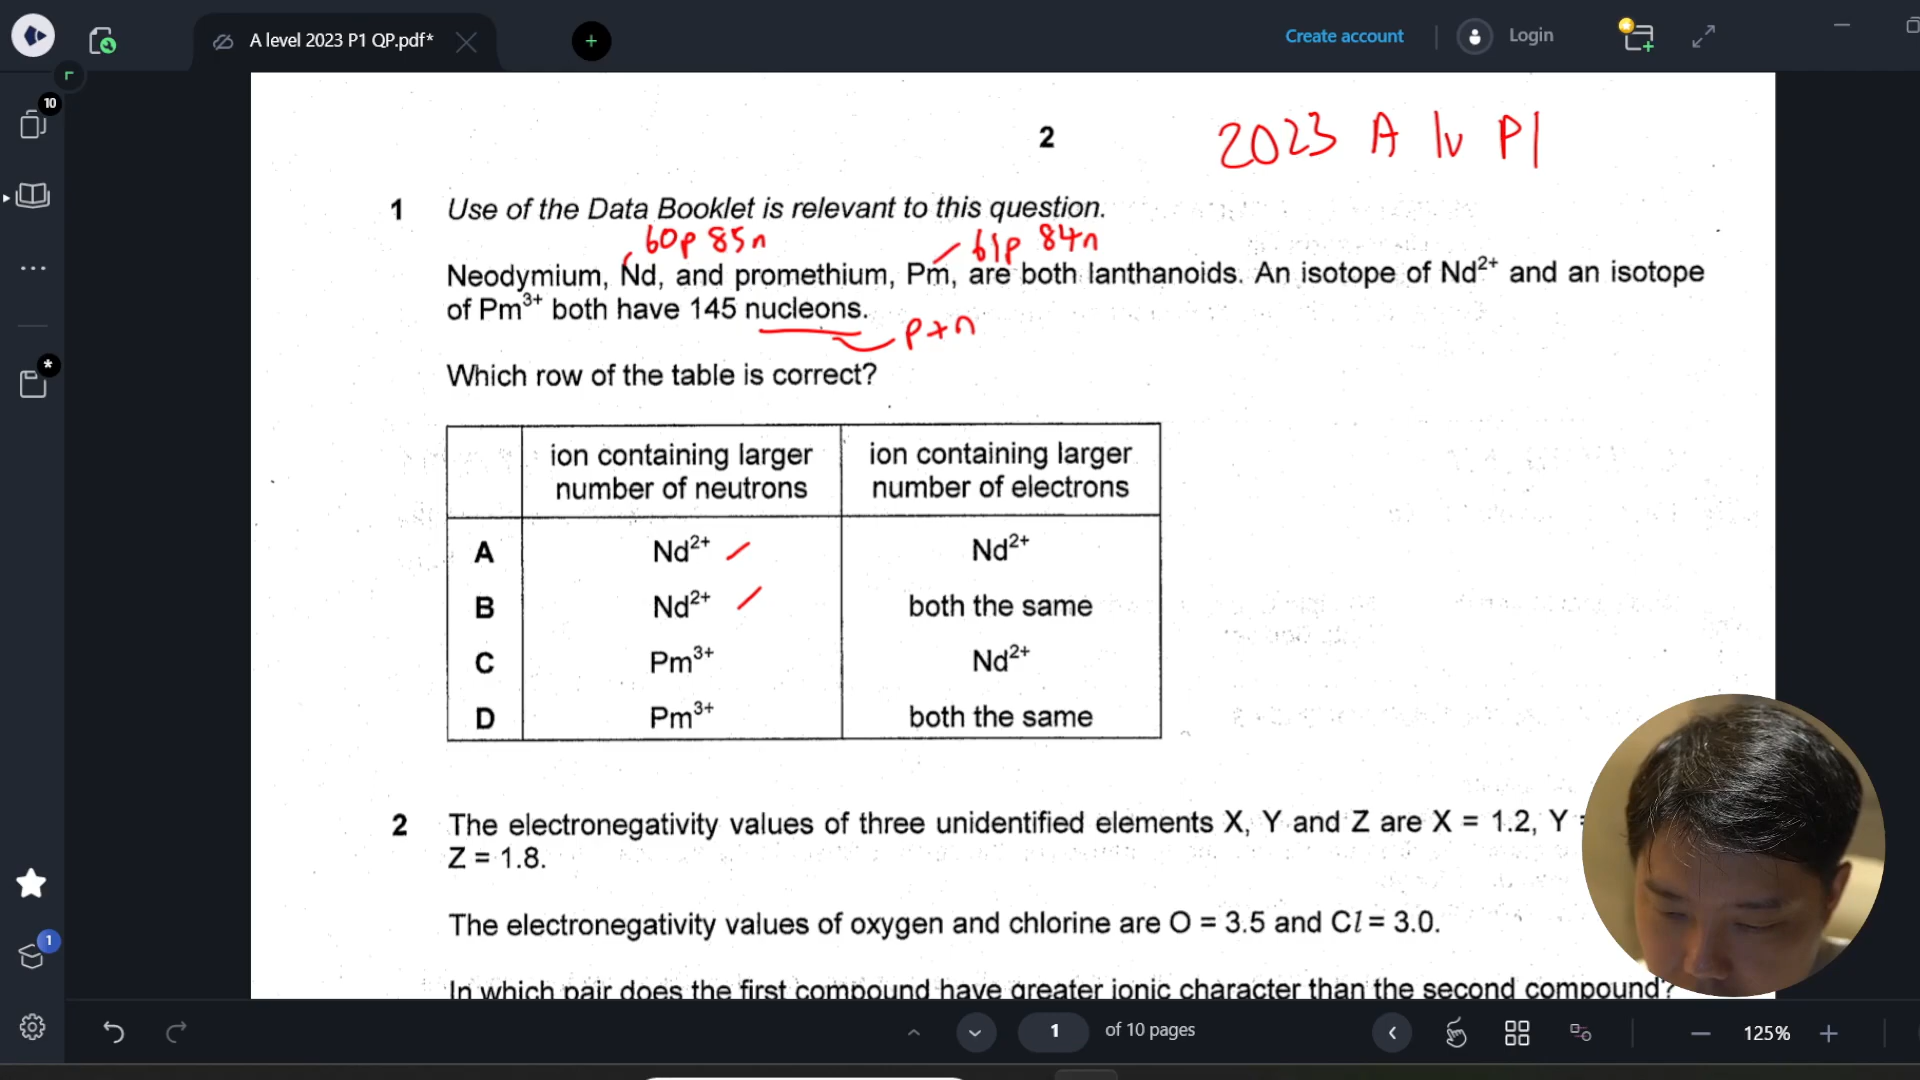 A level 2023 P1 QP.pdf*
Create account
Login
10
2
2023 A lv P1
1 Use of the Data Booklet is relevant to this question.
60p 85n
61p 84n
Neodymium, Nd, and promethium, Pm, are both lanthanoids. An isotope of Nd²⁺ and an isotope
of Pm³⁺ both have 145 nucleons.
p+n
Which row of the table is correct?
ion containing larger number of neutrons
ion containing larger number of electrons
A Nd²⁺ Nd²⁺
B Nd²⁺ both the same
C Pm³⁺ Nd²⁺
D Pm³⁺ both the same
2 The electronegativity values of three unidentified elements X, Y and Z are X = 1.2, Y
Z = 1.8.
The electronegativity values of oxygen and chlorine are O = 3.5 and Cl = 3.0.
In which pair does the first compound have greater ionic character than the second compound?
1
1 of 10 pages
125%